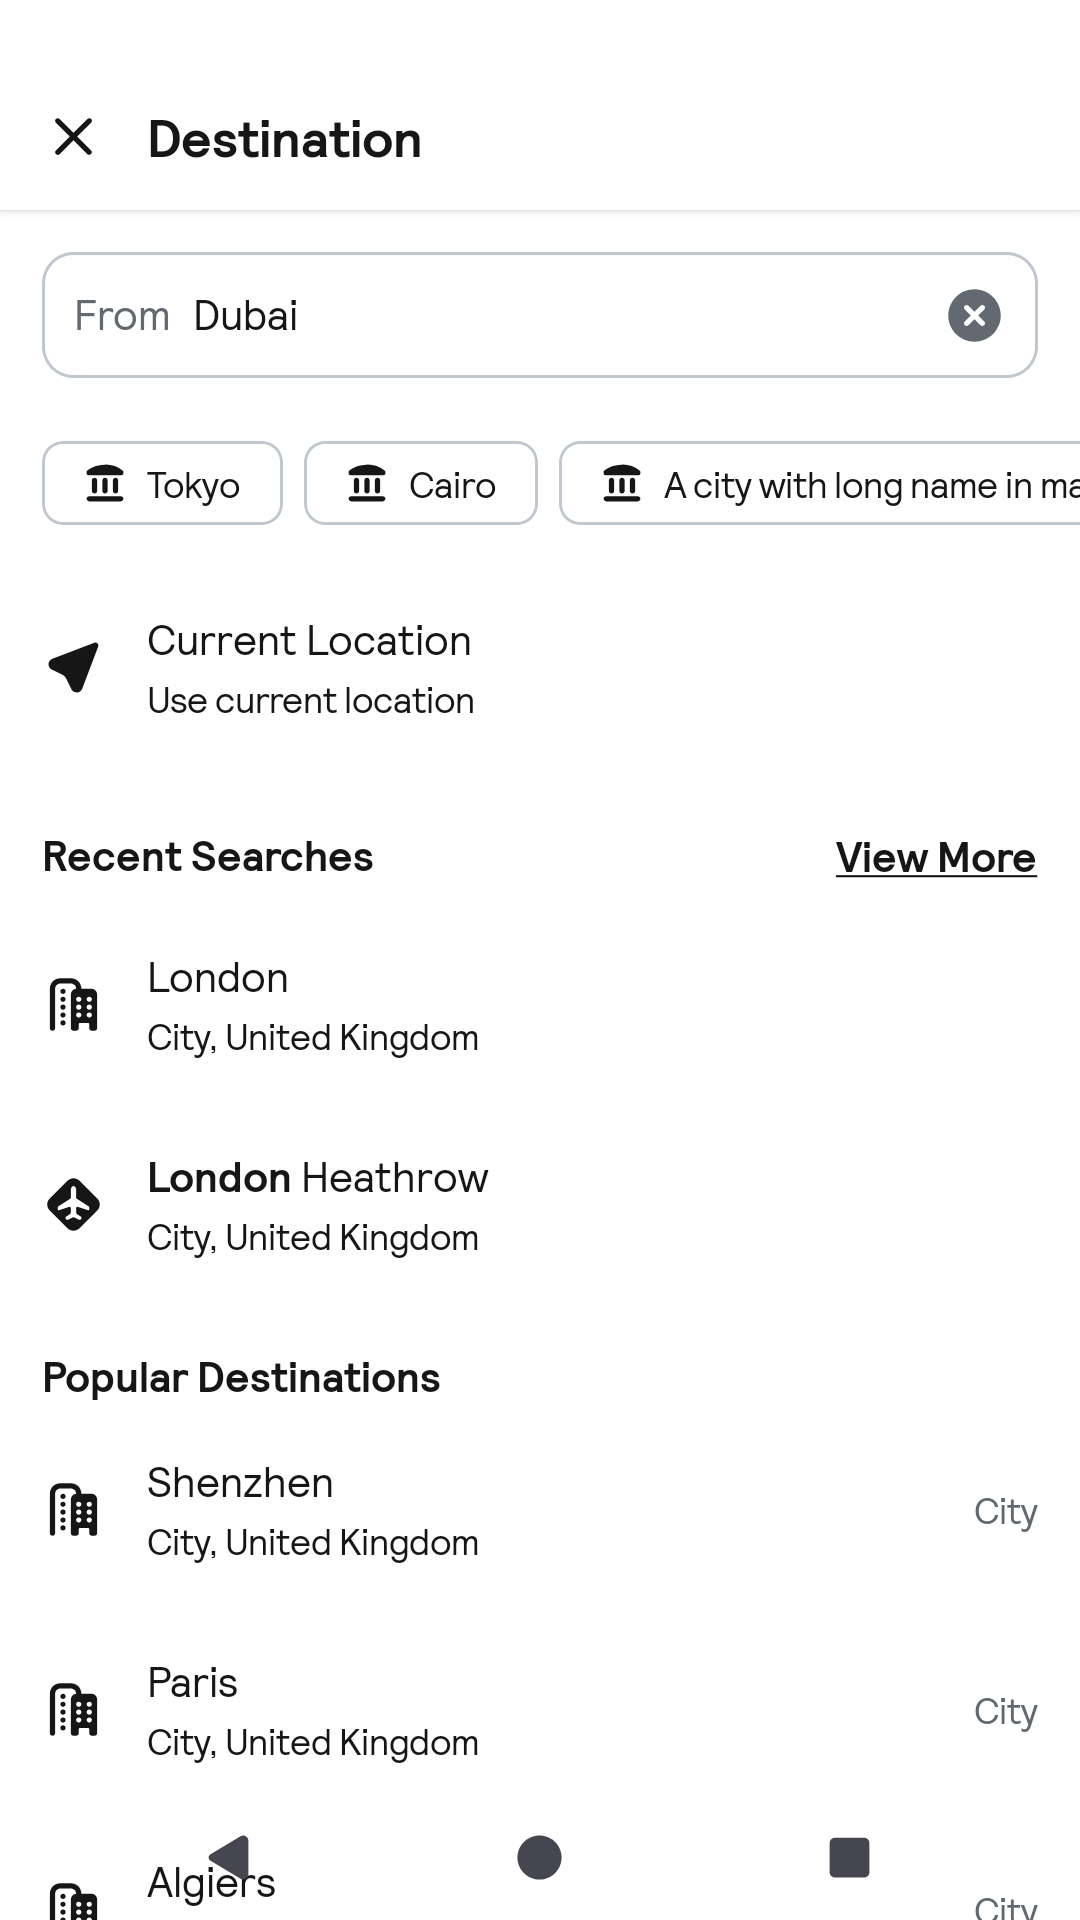 Destination
From Dubai
Tokyo
Cairo
A city with long name in
Current Location
Use current location
Recent Searches
View More
London
City, United Kingdom
London Heathrow
City, United Kingdom
Popular Destinations
Shenzhen
City, United Kingdom
City
Paris
City, United Kingdom
City
Algiers
City